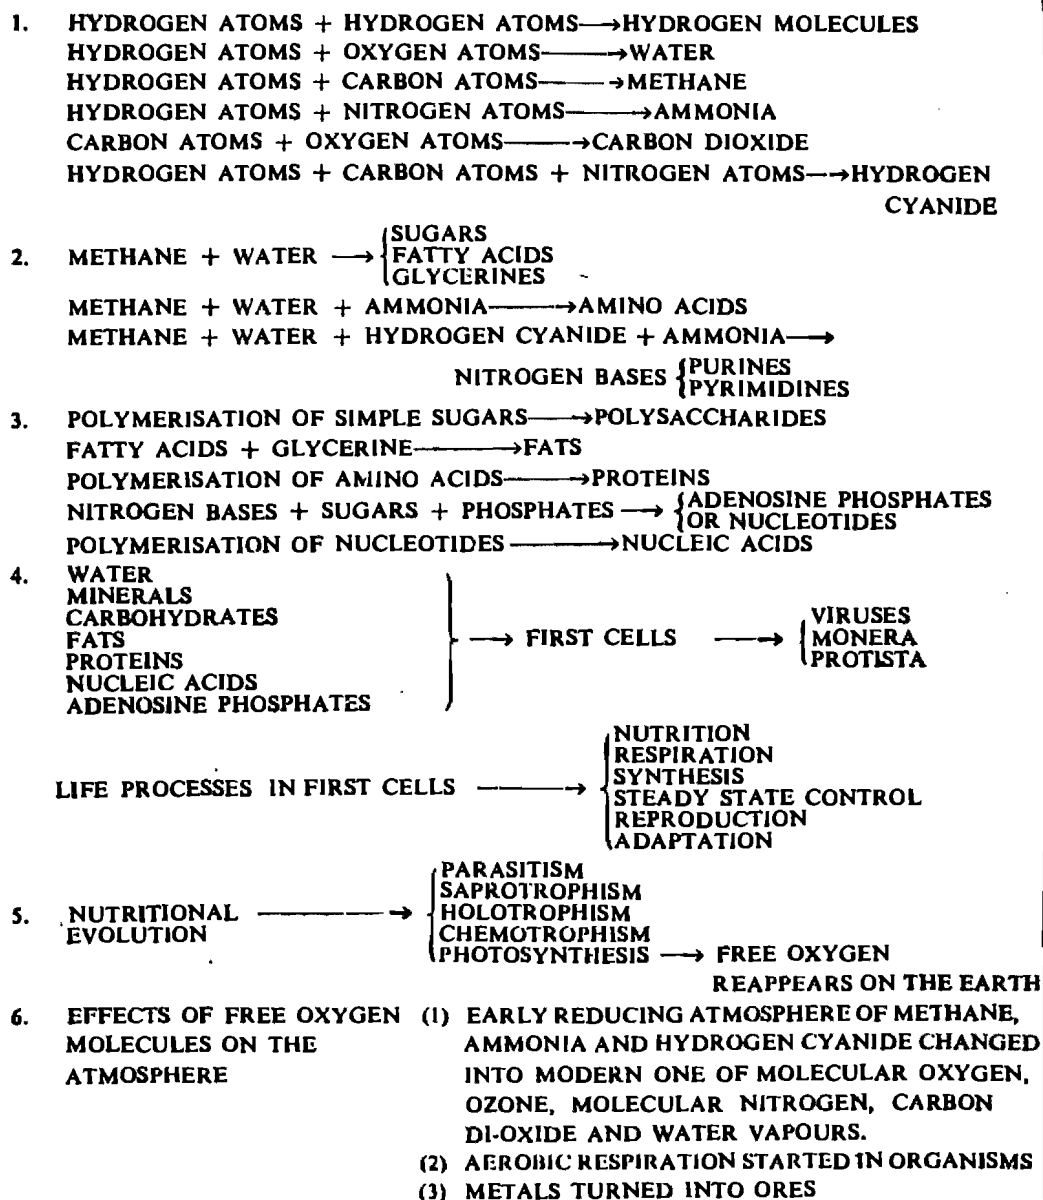 1. HYDROGEN ATOMS + HYDROGEN ATOMS⟶HYDROGEN MOLECULES
HYDROGEN ATOMS + OXYGEN ATOMS⟶WATER
HYDROGEN ATOMS + CARBON ATOMS⟶METHANE
HYDROGEN ATOMS + NITROGEN ATOMS⟶AMMONIA
CARBON ATOMS + OXYGEN ATOMS⟶CARBON DIOXIDE
HYDROGEN ATOMS + CARBON ATOMS + NITROGEN ATOMS⟶HYDROGEN
CYANIDE
2. METHANE + WATER ⟶
SUGARS
FATTY ACIDS
GLYCERINES
METHANE + WATER + AMMONIA⟶AMINO ACIDS
METHANE + WATER + HYDROGEN CYANIDE + AMMONIA⟶
NITROGEN BASES
PURINES
PYRIMIDINES
3. POLYMERISATION OF SIMPLE SUGARS⟶POLYSACCHARIDES
FATTY ACIDS + GLYCERINE⟶FATS
POLYMERISATION OF AMINO ACIDS⟶PROTEINS
NITROGEN BASES + SUGARS + PHOSPHATES ⟶
ADENOSINE PHOSPHATES
OR NUCLEOTIDES
POLYMERISATION OF NUCLEOTIDES⟶NUCLEIC ACIDS
4. WATER
MINERALS
CARBOHYDRATES
FATS
PROTEINS
NUCLEIC ACIDS
ADENOSINE PHOSPHATES
⟶ FIRST CELLS ⟶
VIRUSES
MONERA
PROTISTA
LIFE PROCESSES IN FIRST CELLS ⟶
NUTRITION
RESPIRATION
SYNTHESIS
STEADY STATE CONTROL
REPRODUCTION
ADAPTATION
5. NUTRITIONAL
EVOLUTION
⟶
PARASITISM
SAPROTROPHISM
HOLOTROPHISM
CHEMOTROPHISM
PHOTOSYNTHESIS ⟶ FREE OXYGEN
REAPPEARS ON THE EARTH
6. EFFECTS OF FREE OXYGEN
MOLECULES ON THE
ATMOSPHERE
(1) EARLY REDUCING ATMOSPHERE OF METHANE,
AMMONIA AND HYDROGEN CYANIDE CHANGED
INTO MODERN ONE OF MOLECULAR OXYGEN,
OZONE, MOLECULAR NITROGEN, CARBON
DI-OXIDE AND WATER VAPOURS.
(2) AEROBIC RESPIRATION STARTED IN ORGANISMS
(3) METALS TURNED INTO ORES